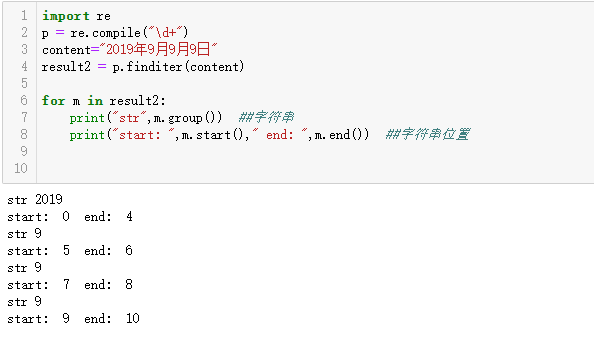 1 import re
2 p = re.compile("\d+")
3 content="2019年9月9月9日"
4 result2 = p.finditer(content)
5
6 for m in result2:
7     print("str",m.group())  ##字符串
8     print("start: ",m.start()," end: ",m.end())  ##字符串位置
9
10
str 2019
start:  0  end:  4
str 9
start:  5  end:  6
str 9
start:  7  end:  8
str 9
start:  9  end:  10